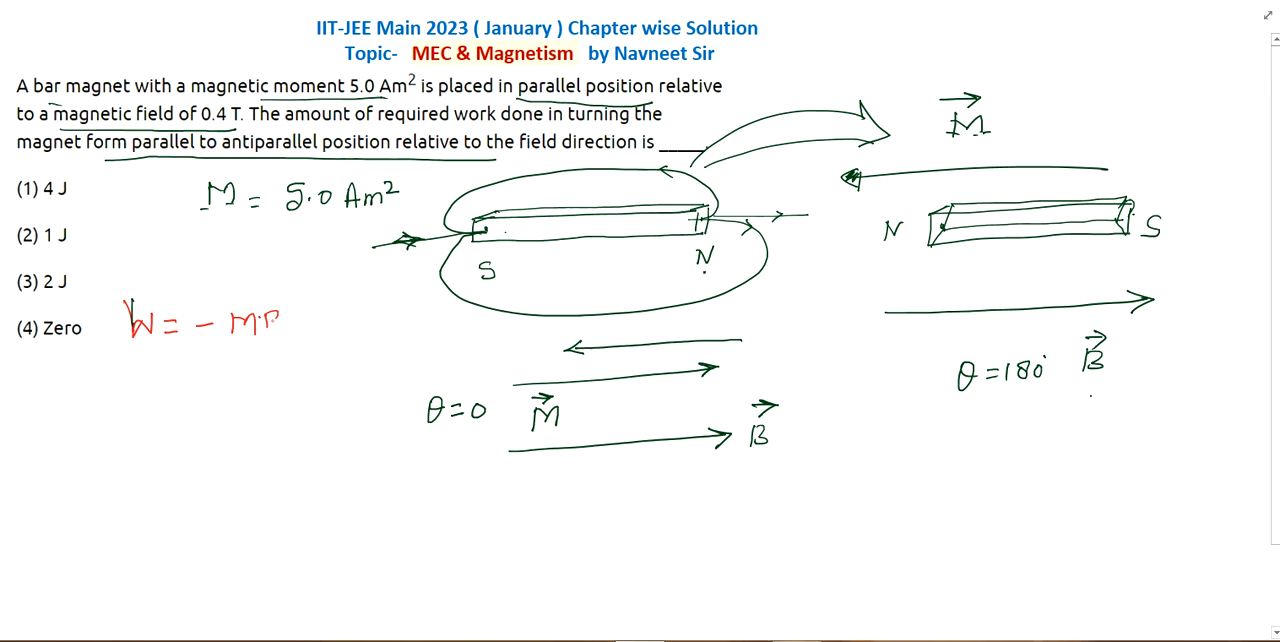 IIT-JEE Main 2023 ( January ) Chapter wise Solution
Topic- MEC & Magnetism by Navneet Sir
A bar magnet with a magnetic moment 5.0 Am² is placed in parallel position relative
to a magnetic field of 0.4 T. The amount of required work done in turning the
magnet form parallel to antiparallel position relative to the field direction is _____
(1) 4 J
(2) 1 J
(3) 2 J
(4) Zero
M = 5.0 Am²
S
N
M
N
S
W = - M.B
θ=0
M
B
θ=180°
B